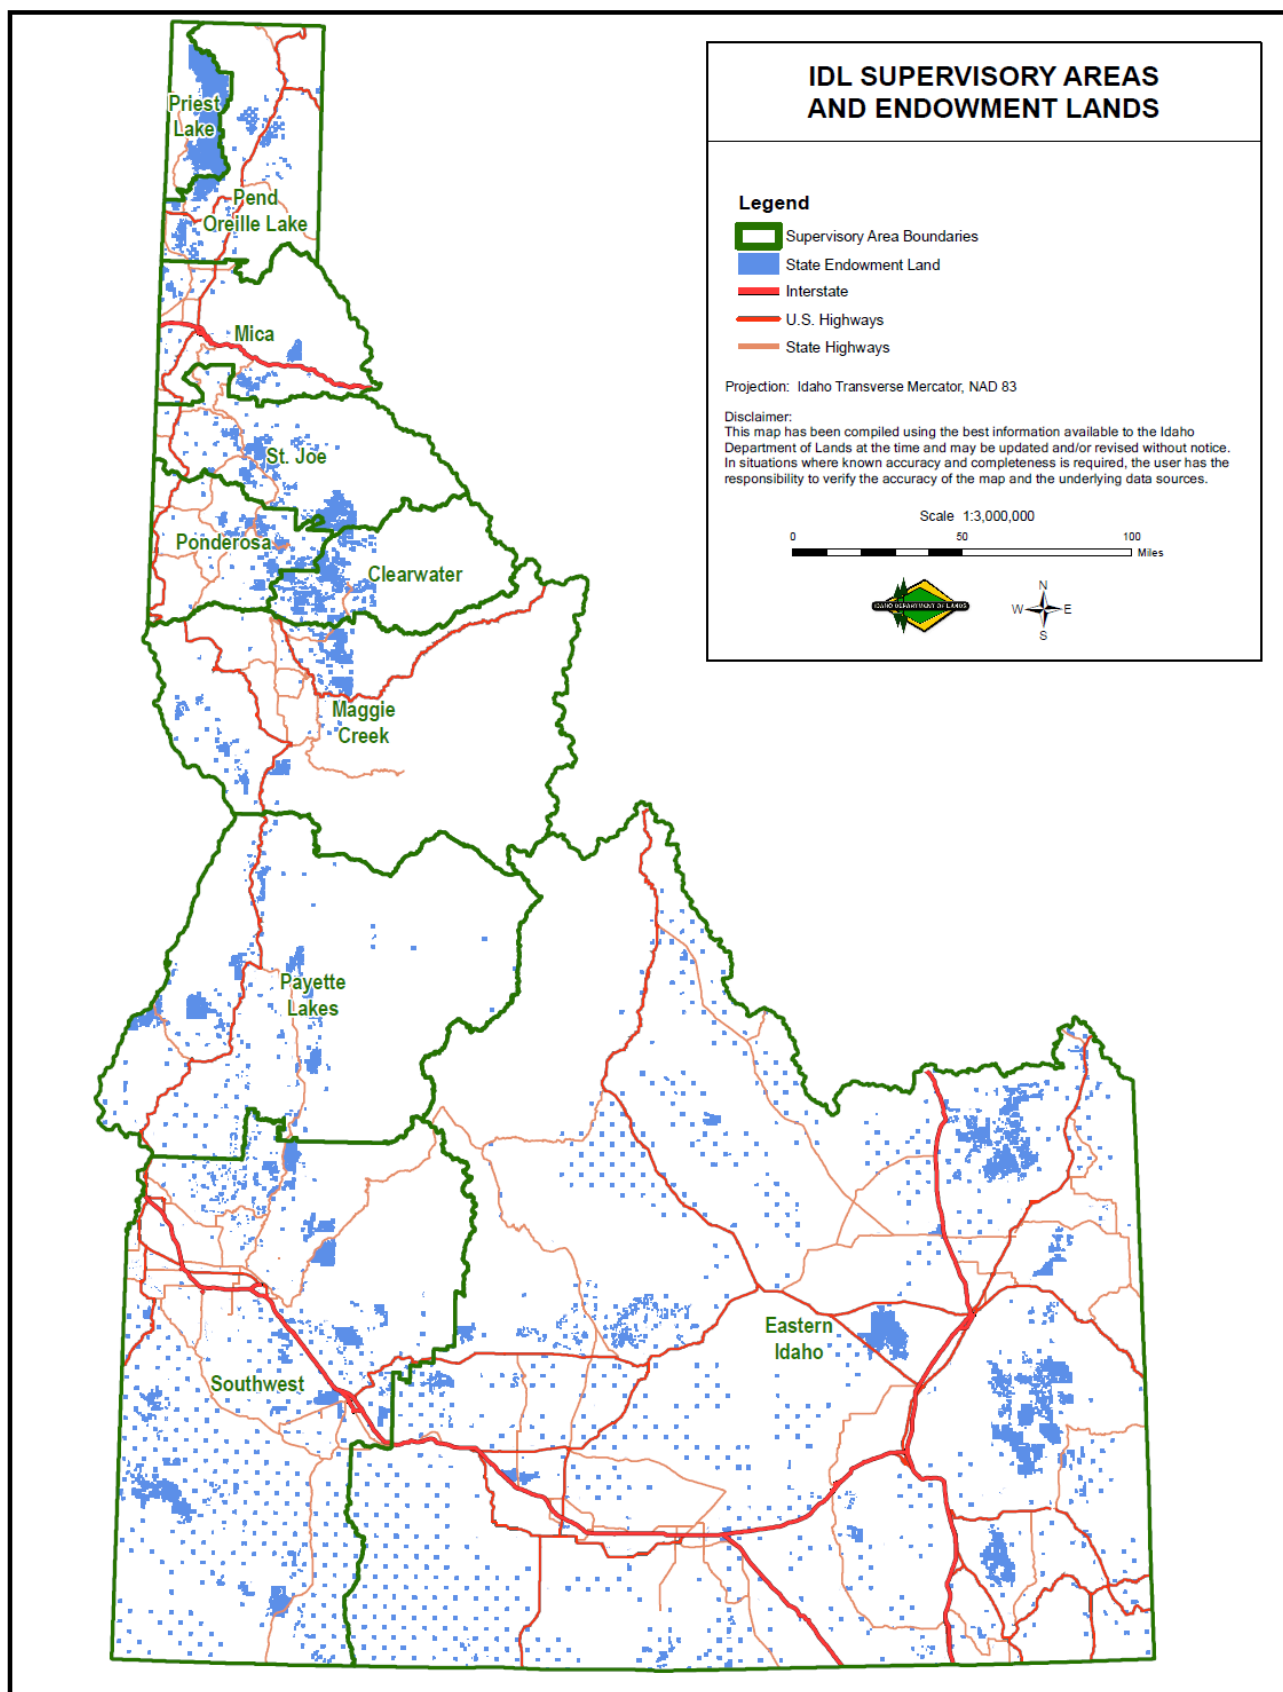 IDL SUPERVISORY AREAS
AND ENDOWMENT LANDS
Legend
Supervisory Area Boundaries
State Endowment Land
Interstate
U.S. Highways
State Highways
Projection: Idaho Transverse Mercator, NAD 83
Disclaimer:
This map has been compiled using the best information available to the Idaho
Department of Lands at the time and may be updated and/or revised without notice.
In situations where known accuracy and completeness is required, the user has the
responsibility to verify the accuracy of the map and the underlying data sources.
Scale 1:3,000,000
0 50 100
Miles
IDAHO DEPARTMENT OF LANDS
N
W E
S
Priest
Lake
Pend
Oreille Lake
Mica
St. Joe
Ponderosa
Clearwater
Maggie
Creek
Payette
Lakes
Eastern
Idaho
Southwest